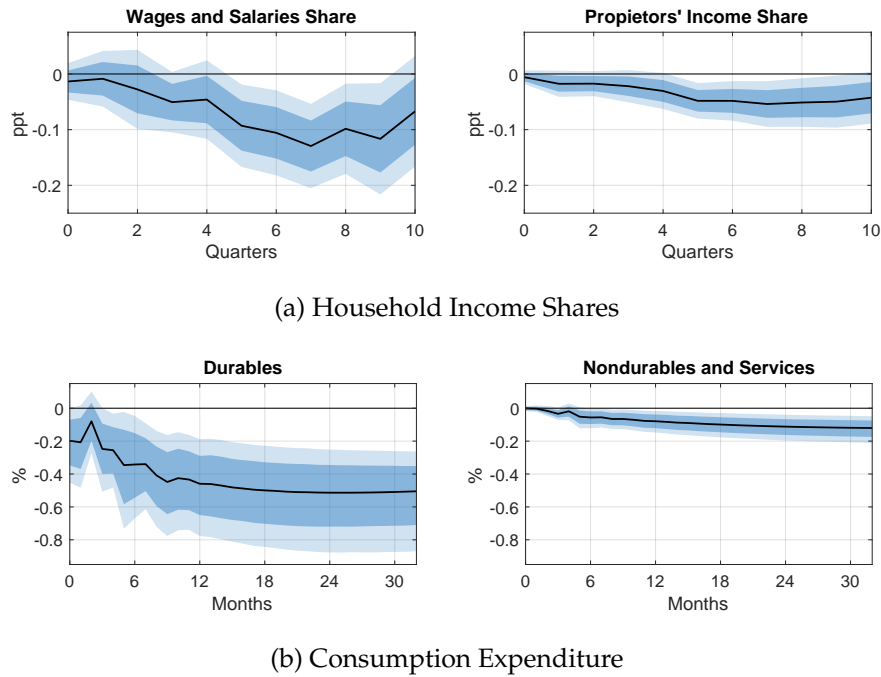 Wages and Salaries Share
Propietors' Income Share
0
-0.1
-0.2
ppt
0 2 4 6 8 10
Quarters
0
-0.1
-0.2
ppt
0 2 4 6 8 10
Quarters
(a) Household Income Shares
Durables
Nondurables and Services
0
-0.2
-0.4
-0.6
-0.8
%
0 6 12 18 24 30
Months
0
-0.2
-0.4
-0.6
-0.8
%
0 6 12 18 24 30
Months
(b) Consumption Expenditure